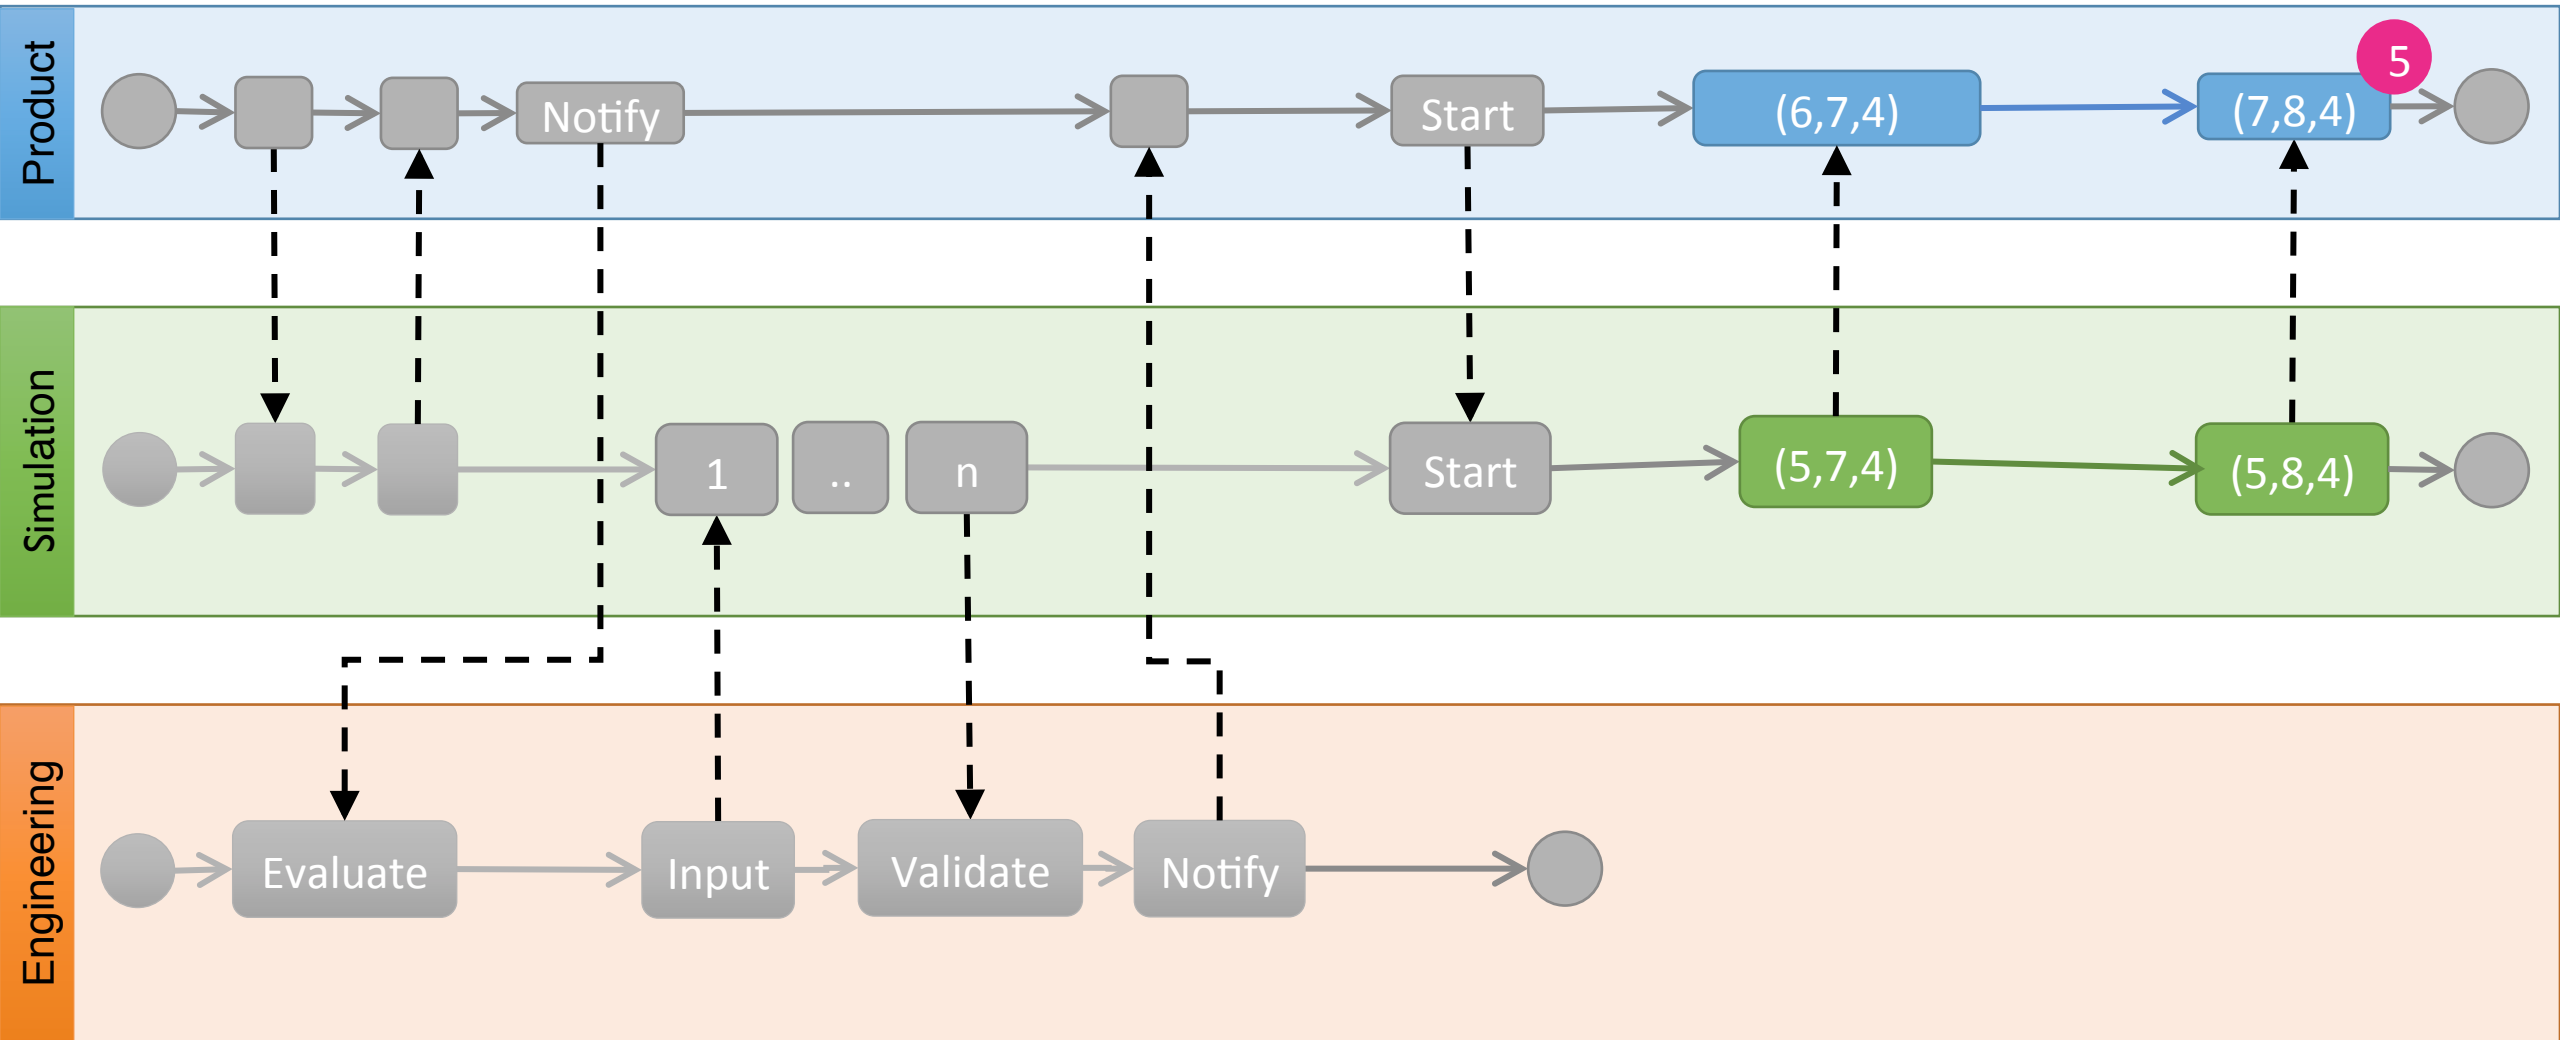 Product
Notify
Start
(6,7,4)
(7,8,4)
5
Simulation
1
..
n
Start
(5,7,4)
(5,8,4)
Engineering
Evaluate
Input
Validate
Notify